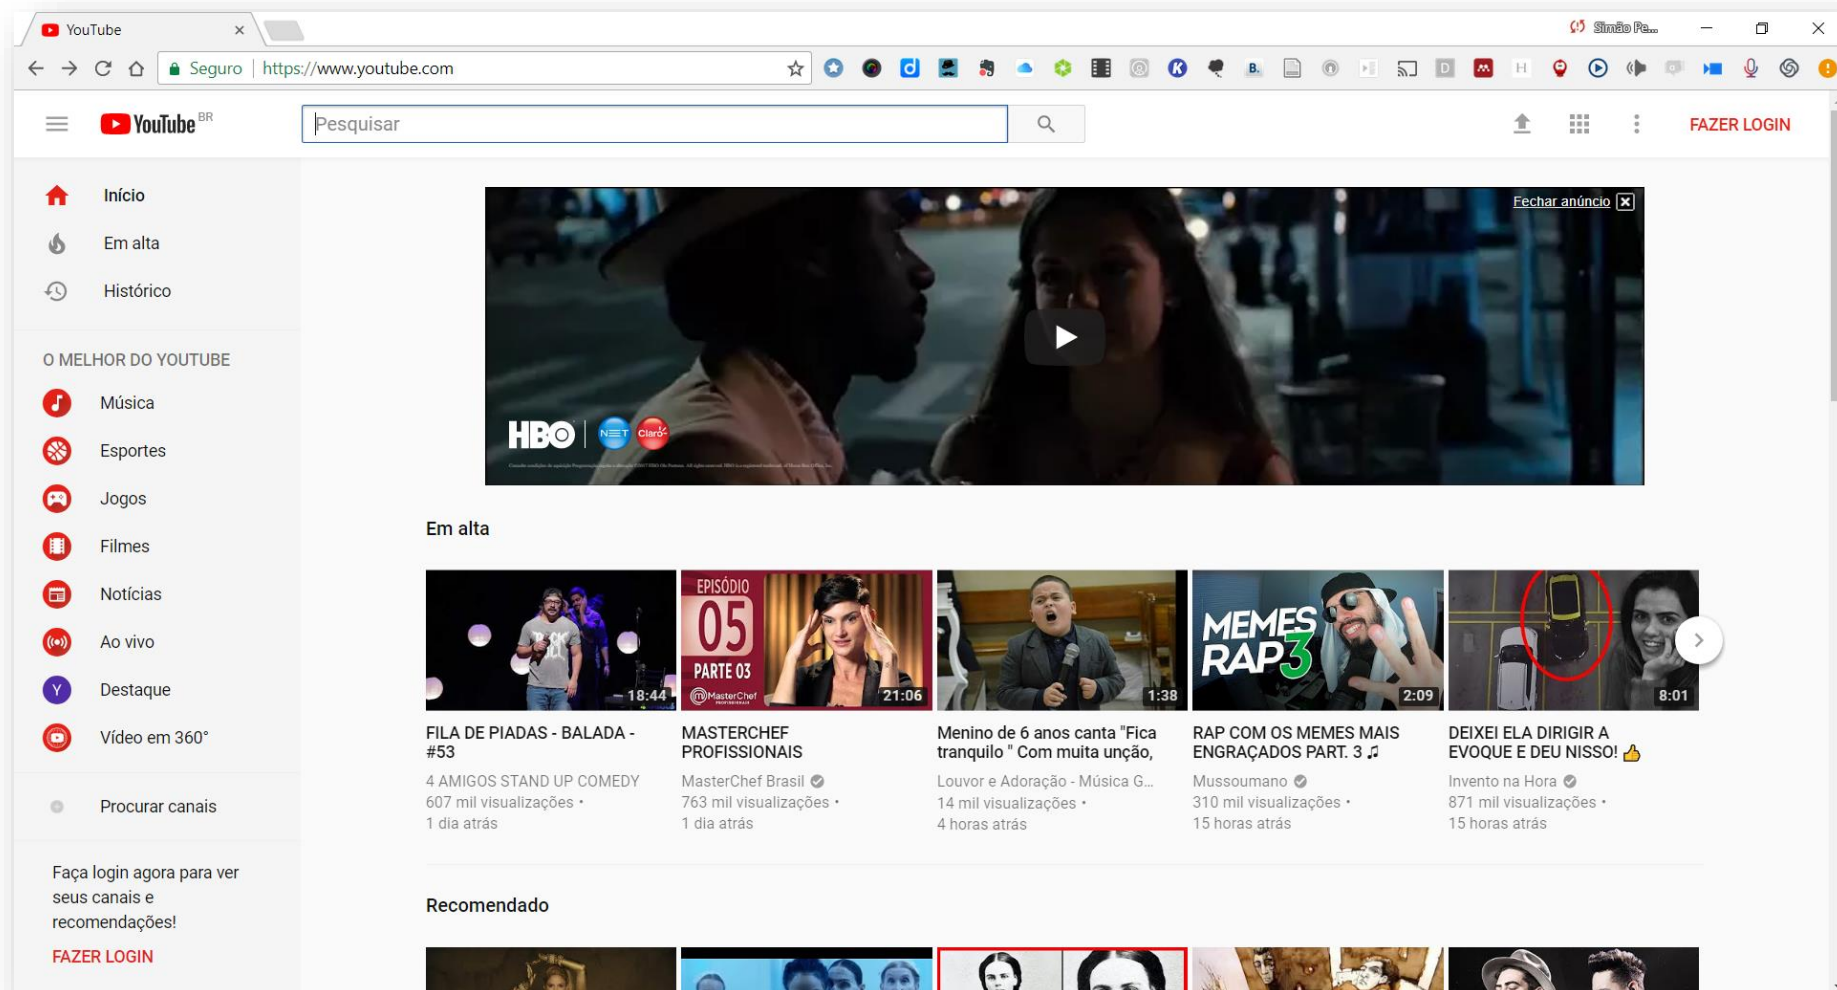 YouTube
Simão Pe...
Seguro | https://www.youtube.com
YouTube BR
Pesquisar
FAZER LOGIN
Início
Em alta
Histórico
O MELHOR DO YOUTUBE
Música
Esportes
Jogos
Filmes
Notícias
Ao vivo
Y
Destaque
Vídeo em 360°
Procurar canais
Faça login agora para ver
seus canais e
recomendações!
FAZER LOGIN
Fechar anúncio
HBO NET Claro
Em alta
18:44
FILA DE PIADAS - BALADA -
#53
4 AMIGOS STAND UP COMEDY
607 mil visualizações •
1 dia atrás
EPISÓDIO
05
PARTE 03
MasterChef
21:06
MASTERCHEF
PROFISSIONAIS
MasterChef Brasil
763 mil visualizações •
1 dia atrás
1:38
Menino de 6 anos canta "Fica
tranquilo " Com muita unção,
Louvor e Adoração - Música G...
14 mil visualizações •
4 horas atrás
MEMES
RAP3
2:09
RAP COM OS MEMES MAIS
ENGRAÇADOS PART. 3 ♫
Mussoumano
310 mil visualizações •
15 horas atrás
8:01
DEIXEI ELA DIRIGIR A
EVOQUE E DEU NISSO! 👍
Invento na Hora
871 mil visualizações •
15 horas atrás
Recomendado